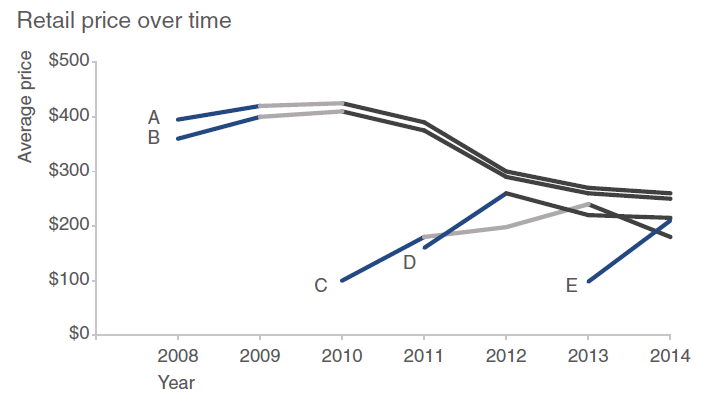 Retail price over time
Average price
$500
$400
$300
$200
$100
$0
A
B
C
D
E
2008 2009 2010 2011 2012 2013 2014
Year